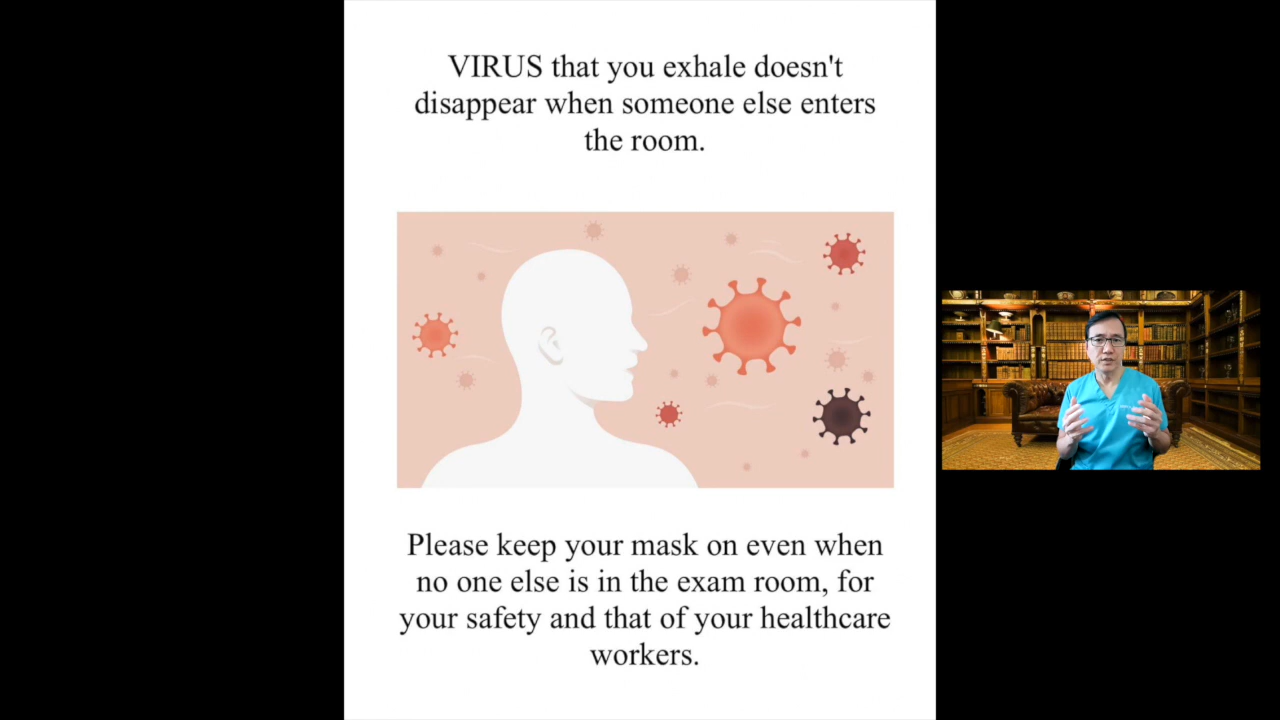 VIRUS that you exhale doesn't
disappear when someone else enters
the room.
Please keep your mask on even when
no one else is in the exam room, for
your safety and that of your healthcare
workers.